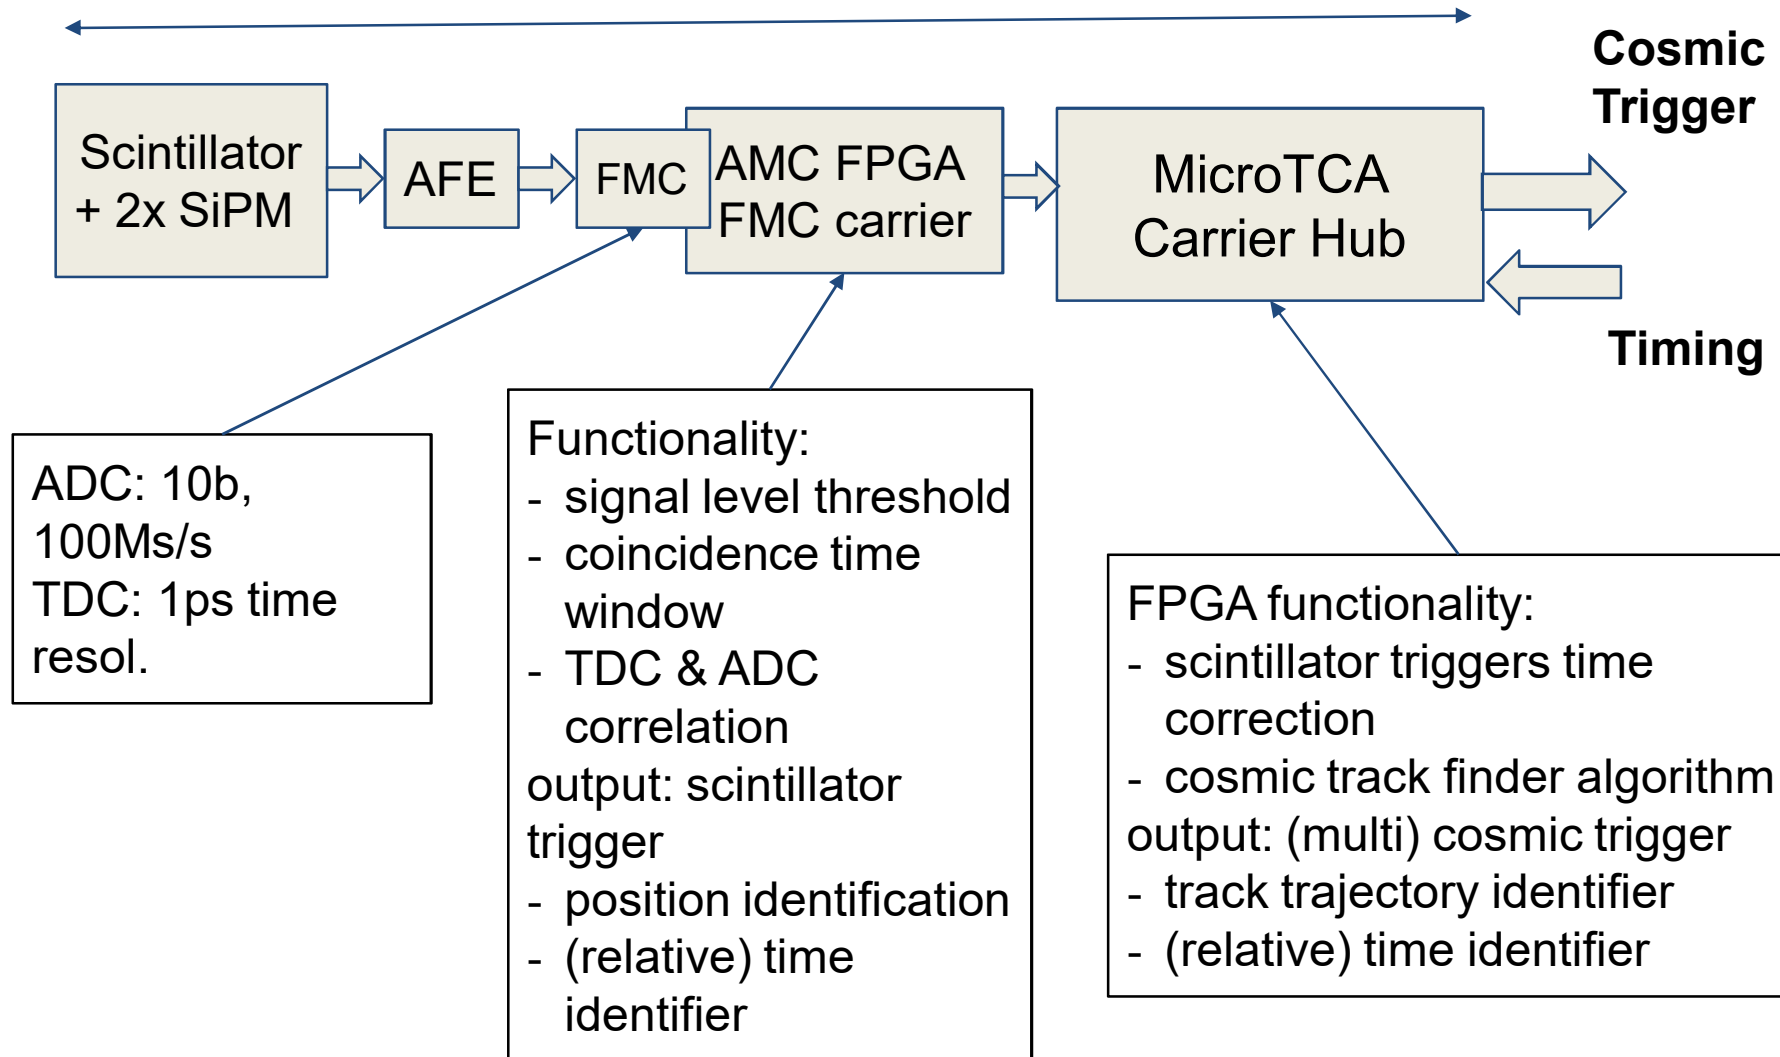 Cosmic
Trigger
Scintillator
+ 2x SiPM
AFE
FMC
AMC FPGA
FMC carrier
MicroTCA
Carrier Hub
Timing
ADC: 10b,
100Ms/s
TDC: 1ps time
resol.
Functionality:
- signal level threshold
- coincidence time
window
- TDC & ADC
correlation
output: scintillator
trigger
- position identification
- (relative) time
identifier
FPGA functionality:
- scintillator triggers time
correction
- cosmic track finder algorithm
output: (multi) cosmic trigger
- track trajectory identifier
- (relative) time identifier